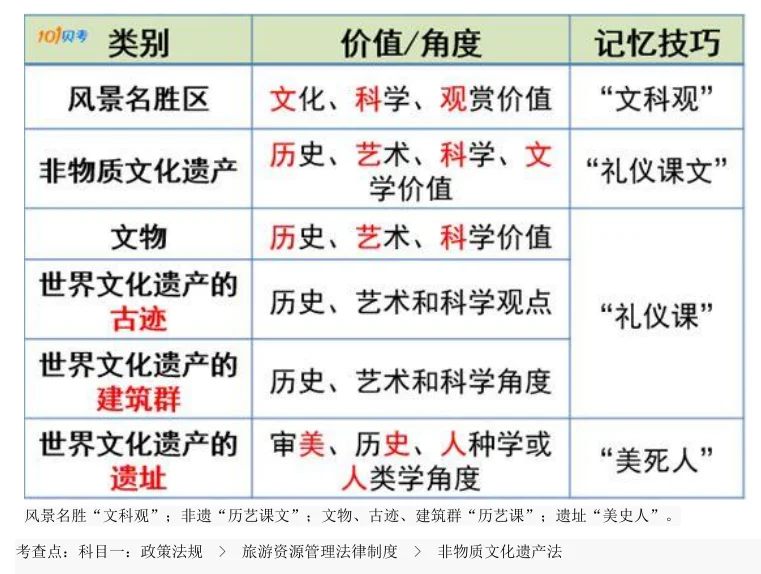 101贝考 类别 价值/角度 记忆技巧
风景名胜区 文化、科学、观赏价值 “文科观”
非物质文化遗产 历史、艺术、科学、文
学价值 “礼仪课文”
文物 历史、艺术、科学价值
世界文化遗产的
古迹 历史、艺术和科学观点 “礼仪课”
世界文化遗产的
建筑群 历史、艺术和科学角度
世界文化遗产的
遗址 审美、历史、人种学或
人类学角度 “美死人”
风景名胜“文科观”；非遗“历艺课文”；文物、古迹、建筑群“历艺课”；遗址“美史人”。
考查点：科目一：政策法规 > 旅游资源管理法律制度 > 非物质文化遗产法